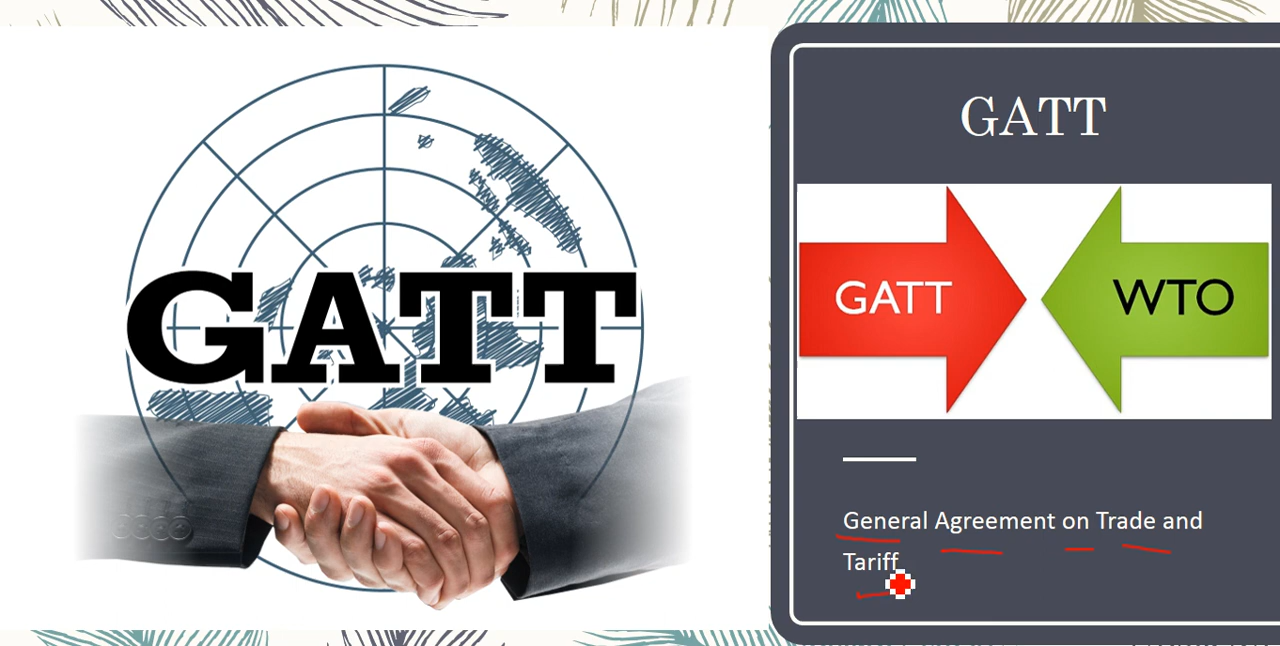 GATT
GATT
GATT
WTO
General Agreement on Trade and
Tariff